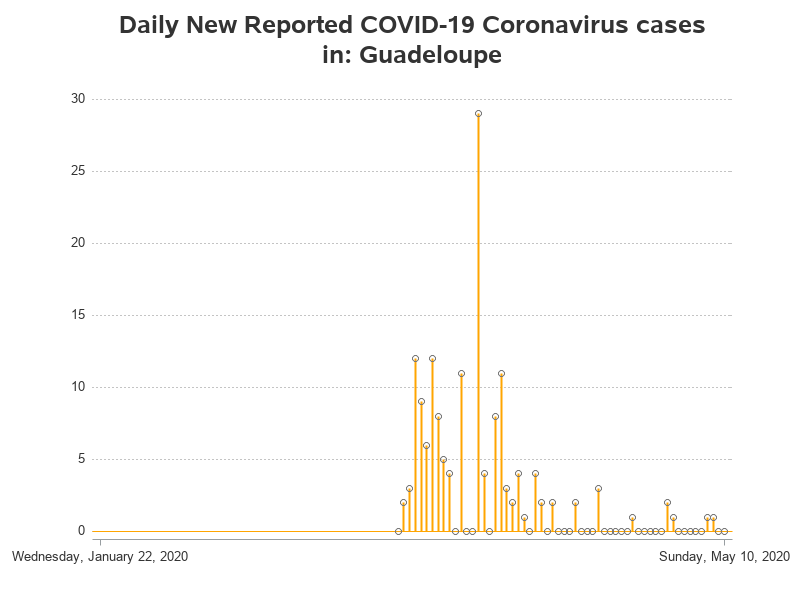 Daily New Reported COVID-19 Coronavirus cases
in: Guadeloupe
30
25
20
15
10
5
0
Wednesday, January 22, 2020
Sunday, May 10, 2020